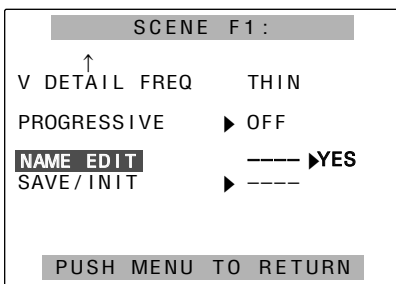 SCENE F1:
↑
V DETAIL FREQ THIN
PROGRESSIVE ▶ OFF
NAME EDIT ---- ▶YES
SAVE/INIT ▶ ----
PUSH MENU TO RETURN